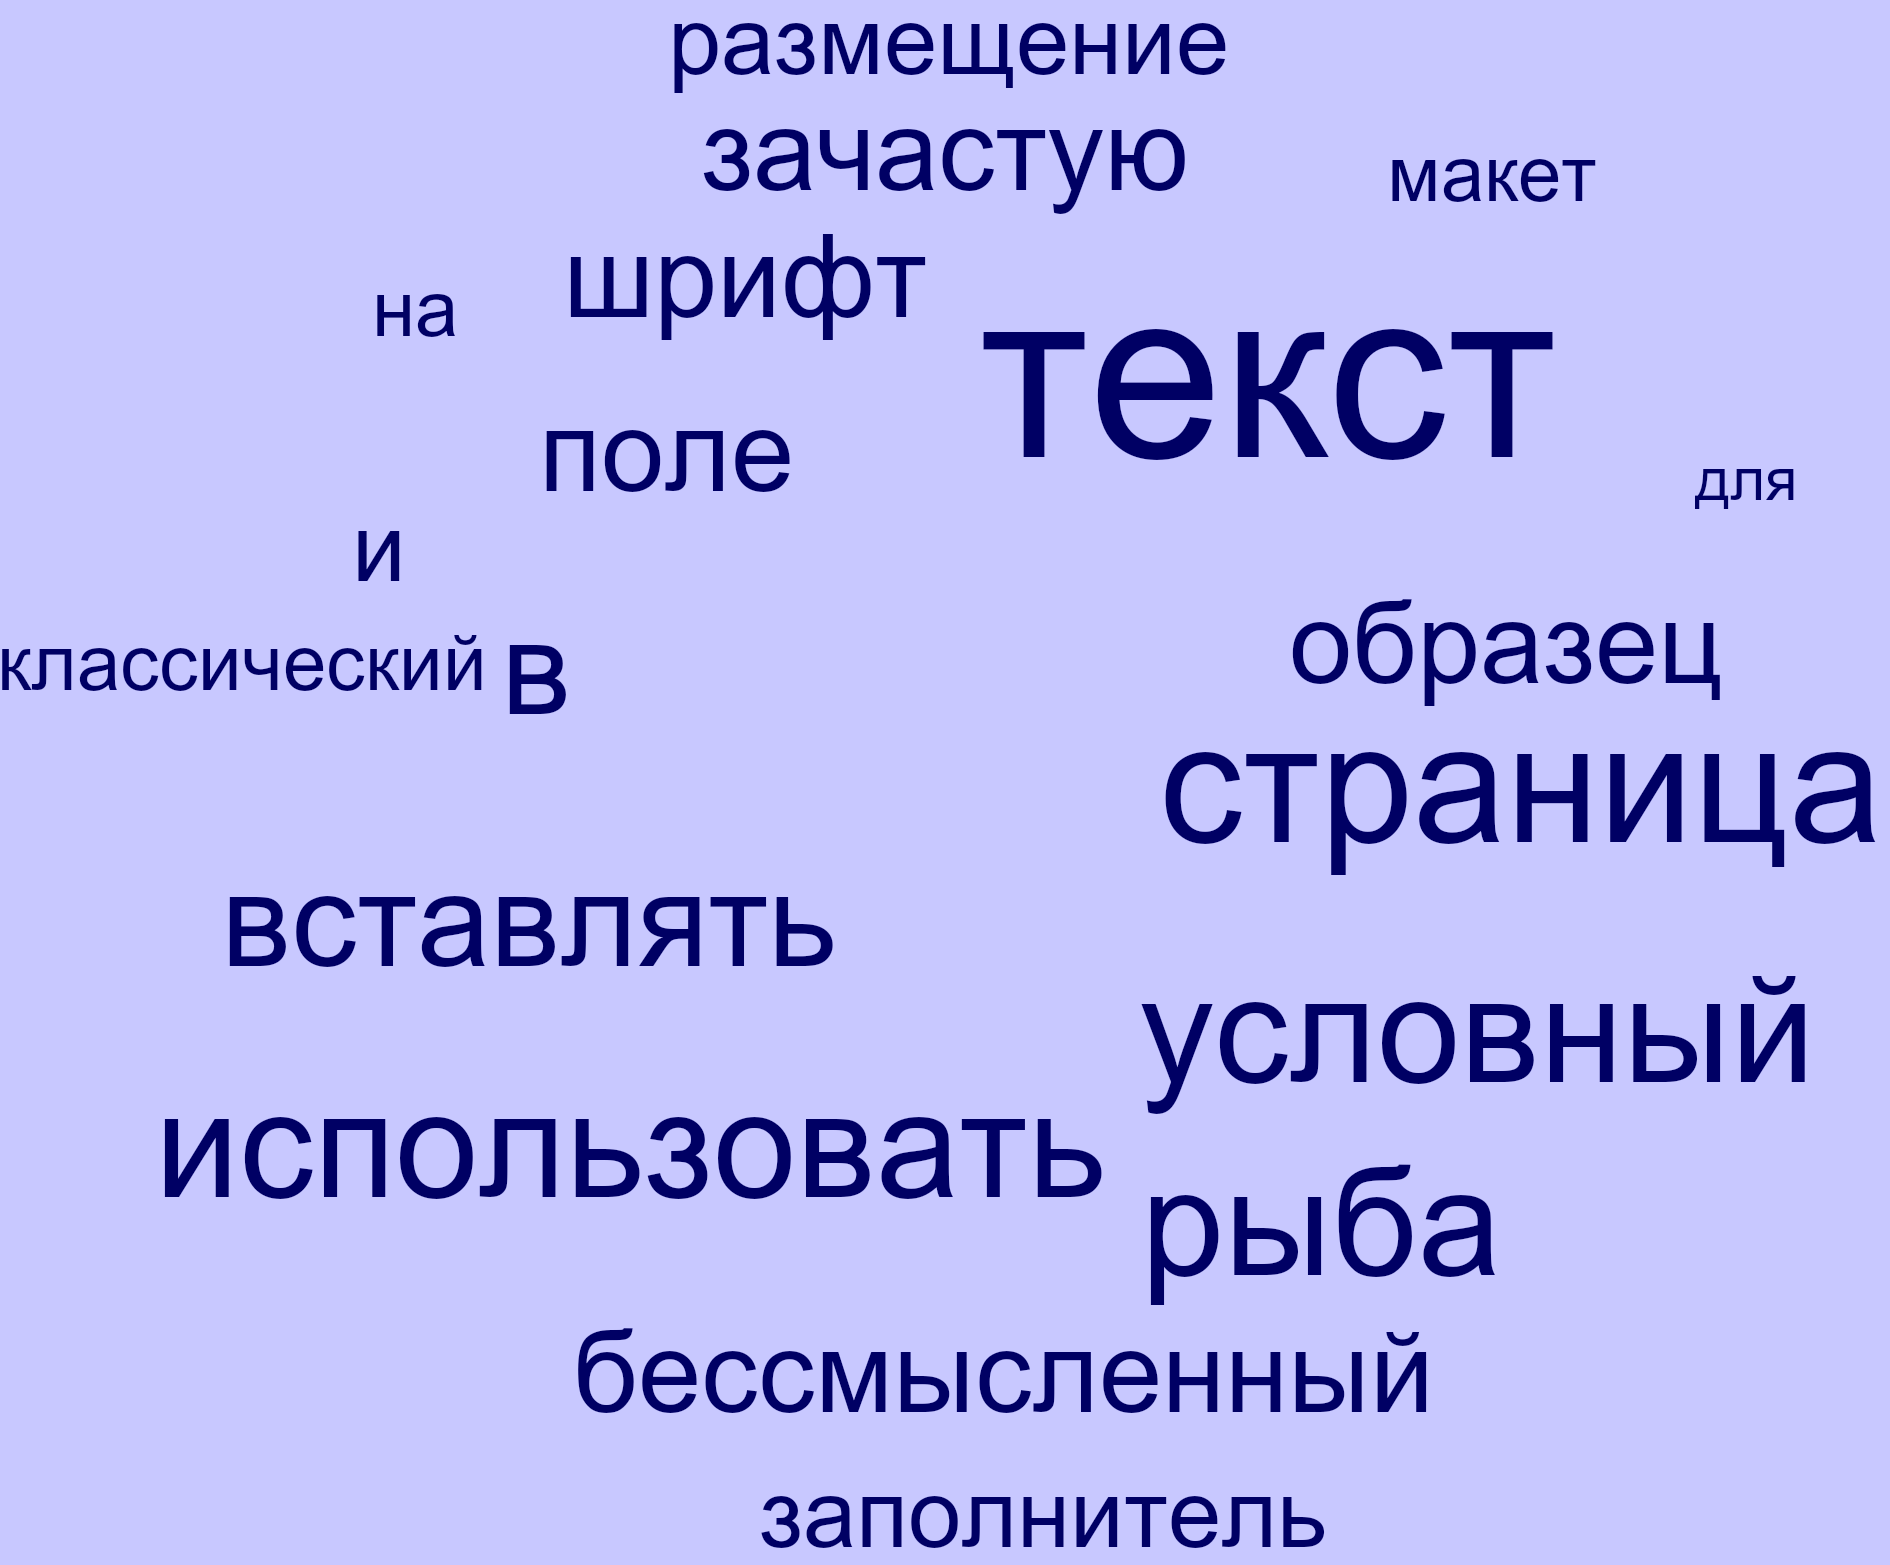 размещение
зачастую
макет
шрифт
на
текст
поле
для
и
образец
классический в
страница
вставлять
условный
использовать
рыба
бессмысленный
заполнитель